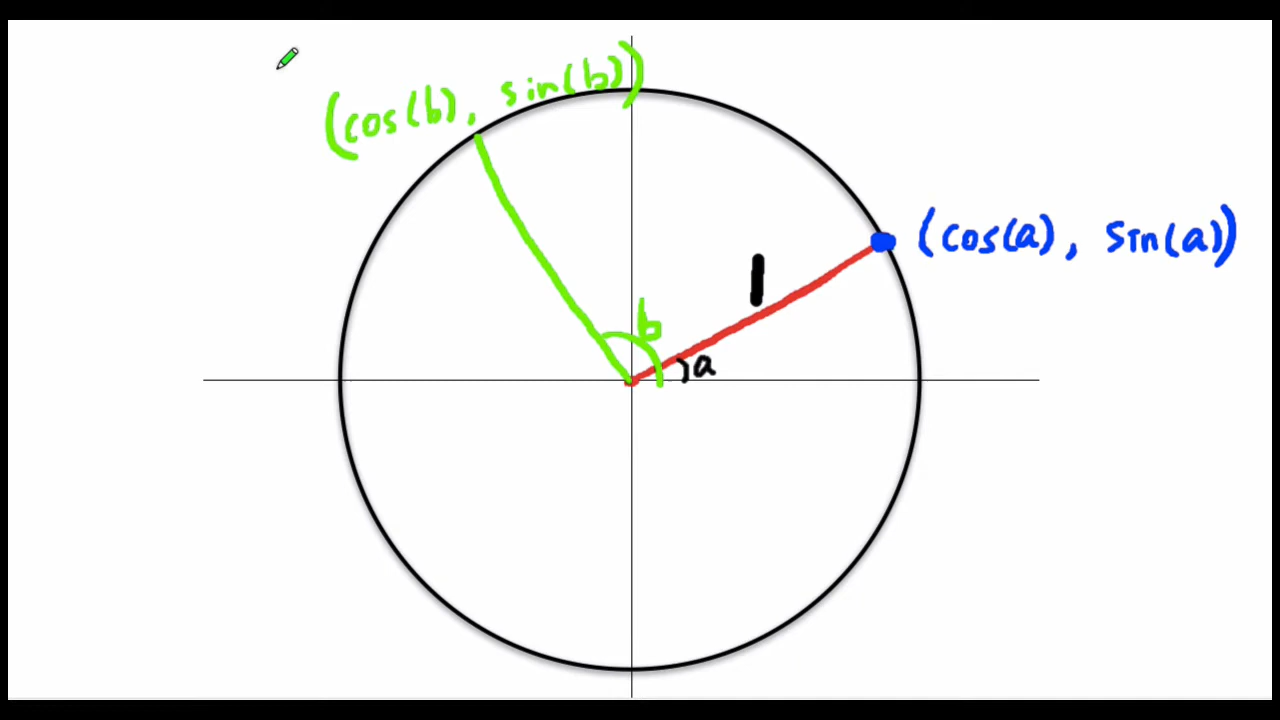 (cos(b), sin(b))
(cos(a), sin(a))
1
b
a